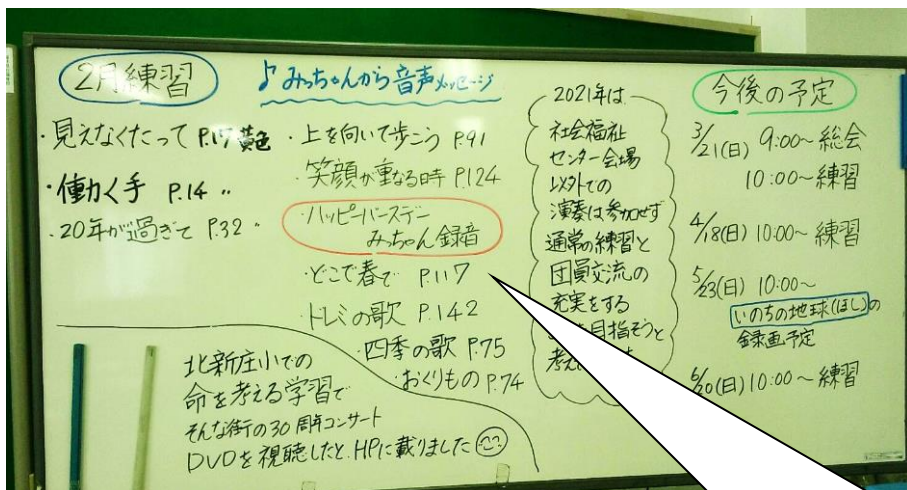 2月練習
・見えなくたって P.17 黄色
・働く手 P.14 〃
・20年が過ぎて P.32 〃
♪みっちゃんから音声メッセージ
・上を向いて歩こう P.91
・笑顔が重なる時 P.124
・ハッピーバースデー
みっちゃん録音
・どこで春で P.117
・トレミの歌 P.142
・四季の歌 P.75
・おくりもの P.74
北新庄小での
命を考える学習で
そんな街の30周年コンサート
DVDを視聴したと、HPに載りました
2021年は
社会福祉
センター会場
以外での
演奏は参加せず
通常の練習と
団員交流の
充実をする
目指そうと
今後の予定
3/21(日) 9:00~ 総会
10:00~ 練習
4/18(日) 10:00~ 練習
5/23(日) 10:00~
いのちの地球(ほし)の
録画予定
6/20(日) 10:00~ 練習